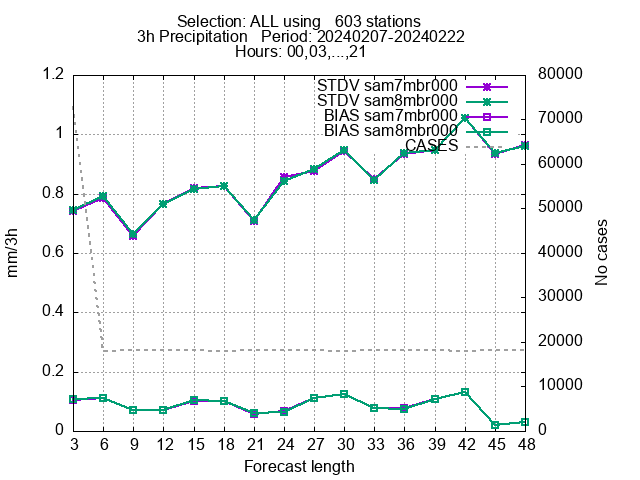 Selection: ALL using   603 stations
3h Precipitation   Period: 20240207-20240222
Hours: 00,03,...,21
STDV sam7mbr000
STDV sam8mbr000
BIAS sam7mbr000
BIAS sam8mbr000
CASES
1.2
1
0.8
0.6
0.4
0.2
0
mm/3h
80000
70000
60000
50000
40000
30000
20000
10000
0
No cases
3 6 9 12 15 18 21 24 27 30 33 36 39 42 45 48
Forecast length